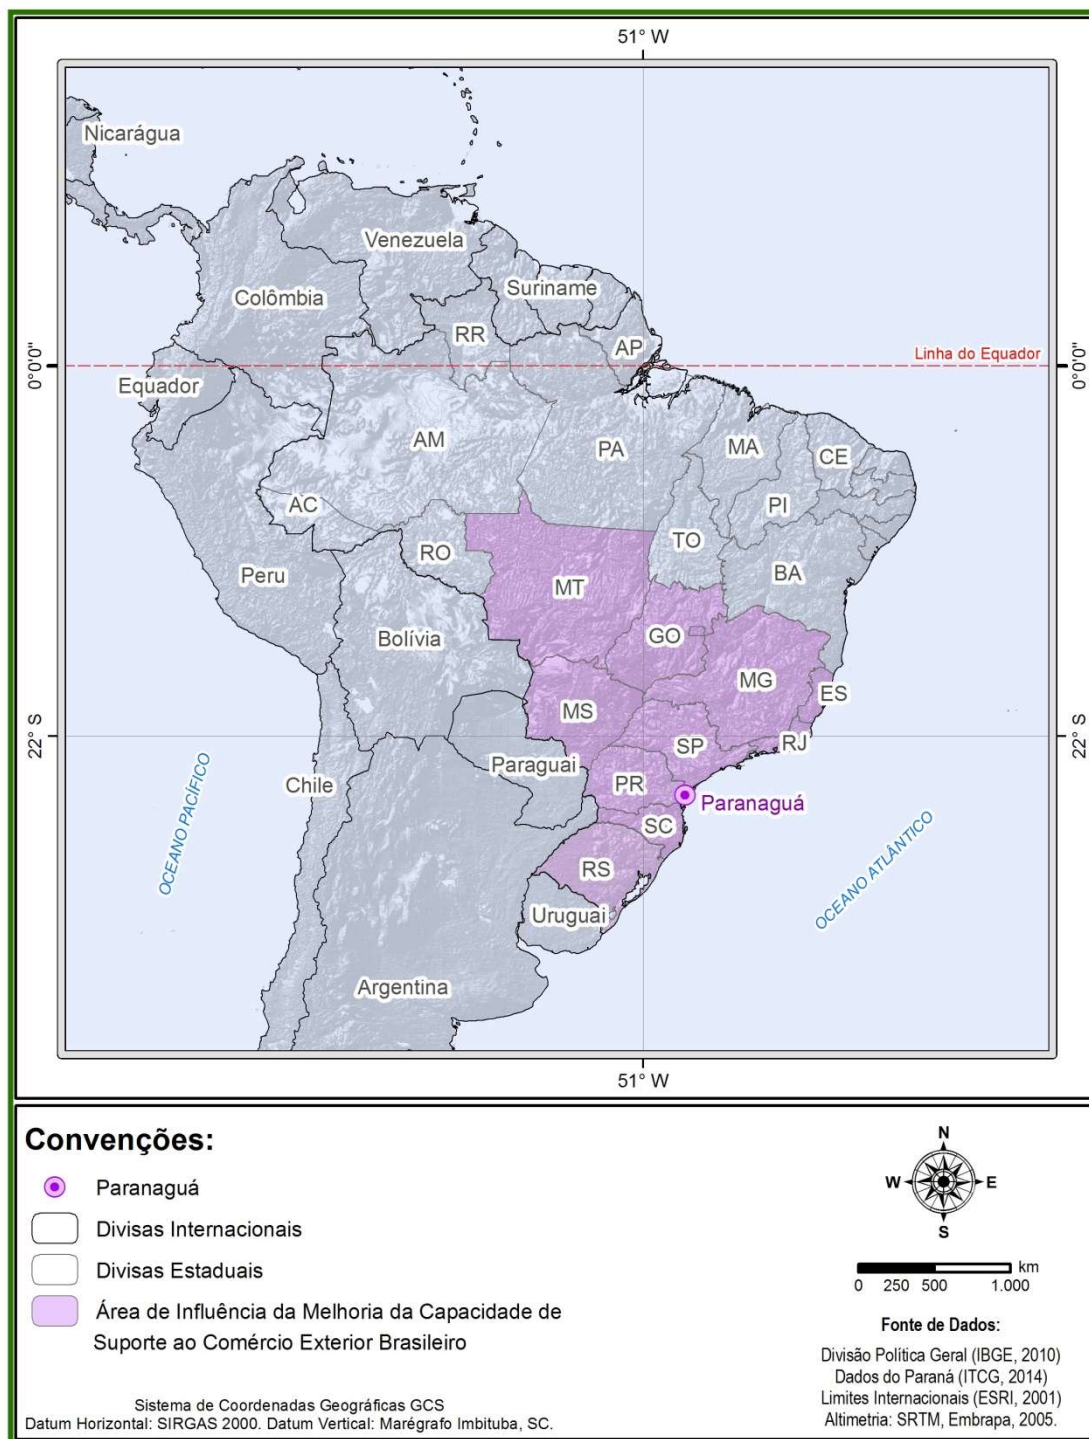 51° W
Nicarágua
Venezuela
Suriname
Colômbia
RR
AP
Linha do Equador
0°0'0"
0°0'0"
Equador
AM
PA
MA
CE
PI
AC
TO
RO
BA
Peru
MT
Bolívia
GO
MG
ES
MS
22° S
22° S
SP
RJ
Paraguai
Chile
PR
Paranaguá
SC
OCEANO PACÍFICO
OCEANO ATLÂNTICO
RS
Uruguai
Argentina
51° W
Convenções:
Paranaguá
Divisas Internacionais
Divisas Estaduais
Área de Influência da Melhoria da Capacidade de
Suporte ao Comércio Exterior Brasileiro
Sistema de Coordenadas Geográficas GCS
Datum Horizontal: SIRGAS 2000. Datum Vertical: Marégrafo Imbituba, SC.
N
W E
S
km
0 250 500 1.000
Fonte de Dados:
Divisão Política Geral (IBGE, 2010)
Dados do Paraná (ITCG, 2014)
Limites Internacionais (ESRI, 2001)
Altimetria: SRTM, Embrapa, 2005.